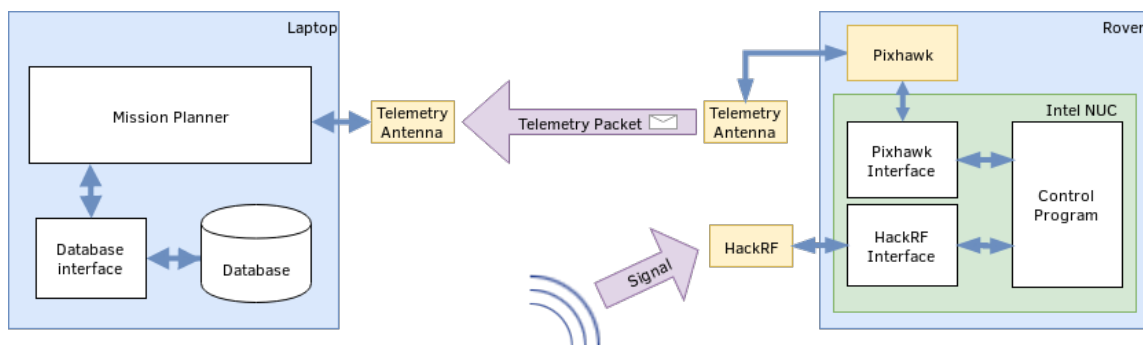 Laptop
Mission Planner
Database
interface
Database
Telemetry
Antenna
Telemetry Packet
Telemetry
Antenna
Signal
HackRF
Rover
Pixhawk
Intel NUC
Pixhawk
Interface
HackRF
Interface
Control
Program